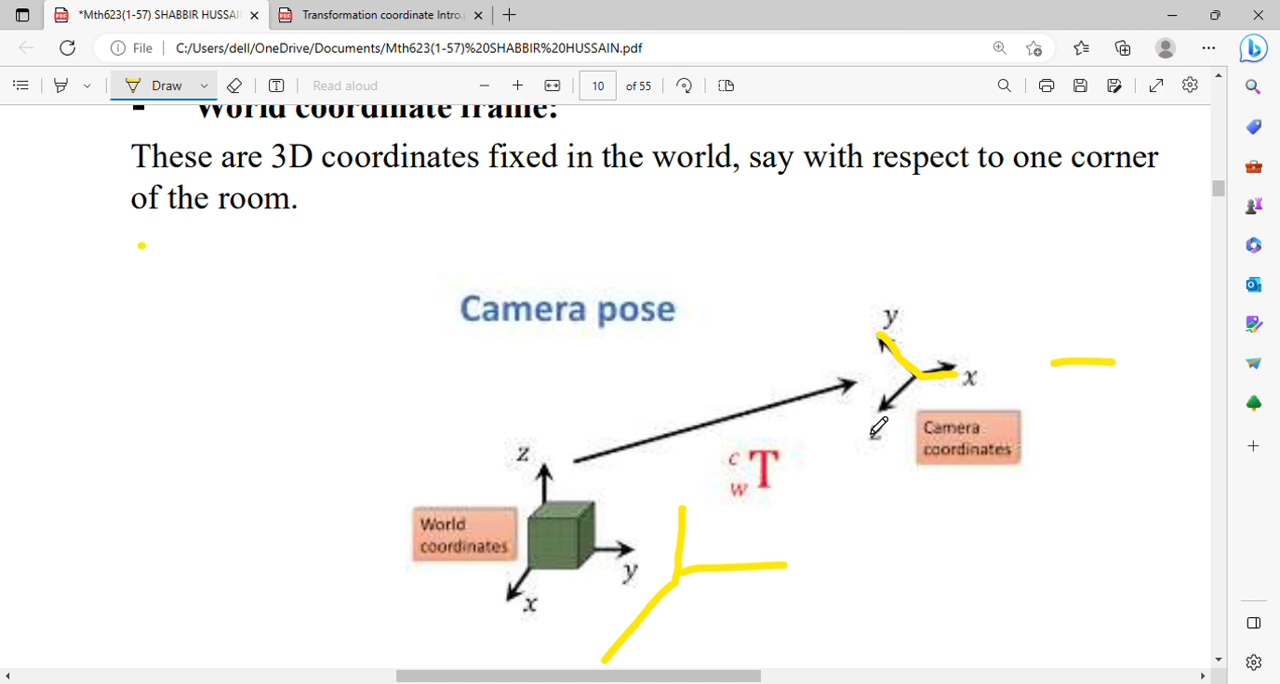 *Mth623(1-57) SHABBIR HUSSAI
Transformation coordinate Intro.
File
C:/Users/dell/OneDrive/Documents/Mth623(1-57)%20SHABBIR%20HUSSAIN.pdf
Draw
Read aloud
10
of 55
World coordinate frame:
These are 3D coordinates fixed in the world, say with respect to one corner
of the room.
Camera pose
y
x
Camera
coordinates
z
C
W
T
World
coordinates
y
x